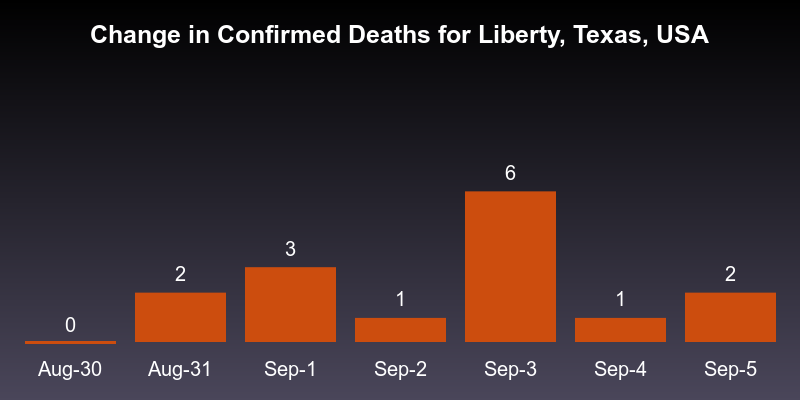 Change in Confirmed Deaths for Liberty, Texas, USA
0 2 3 1 6 1 2
Aug-30 Aug-31 Sep-1 Sep-2 Sep-3 Sep-4 Sep-5